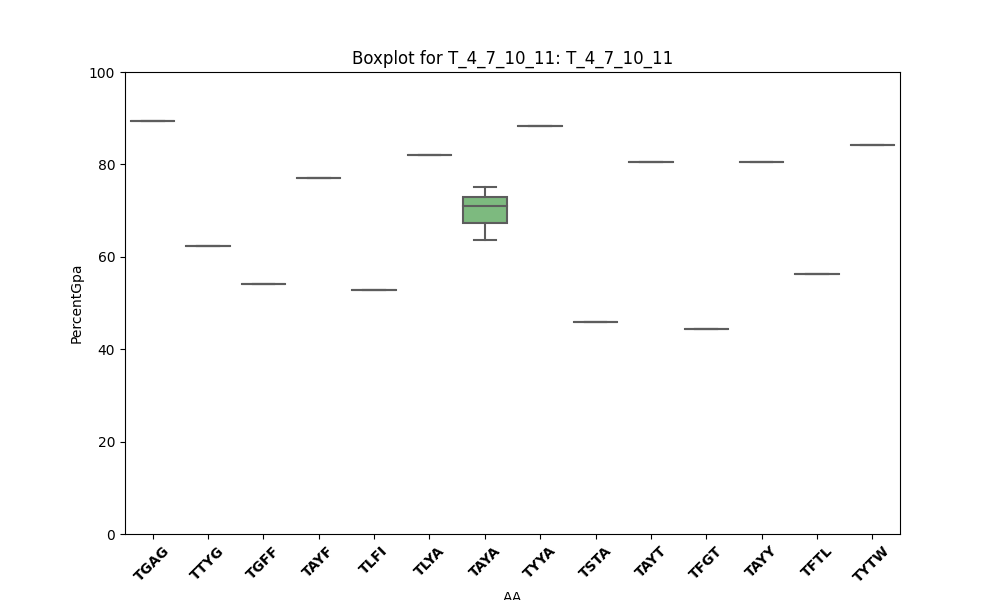 Boxplot for T_4_7_10_11: T_4_7_10_11
100
80
60
40
20
0
PercentGpa
TGAG
TTYG
TGFF
TAYF
TLFI
TLYA
TAYA
TYYA
TSTA
TAYT
TFGT
TAYY
TFTL
TYTW
AA